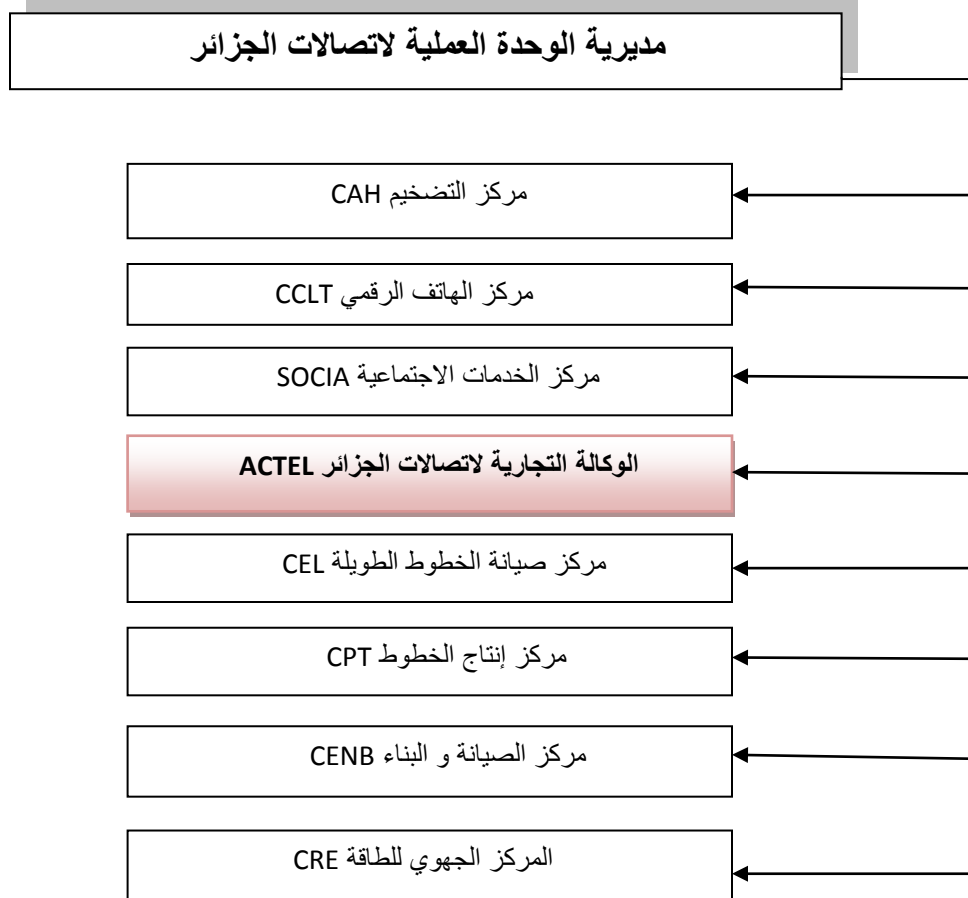 مديرية الوحدة العملية لاتصالات الجزائر
مركز التضخيم CAH
مركز الهاتف الرقمي CCLT
مركز الخدمات الاجتماعية SOCIA
الوكالة التجارية لاتصالات الجزائر ACTEL
مركز صيانة الخطوط الطويلة CEL
مركز إنتاج الخطوط CPT
مركز الصيانة و البناء CENB
المركز الجهوي للطاقة CRE